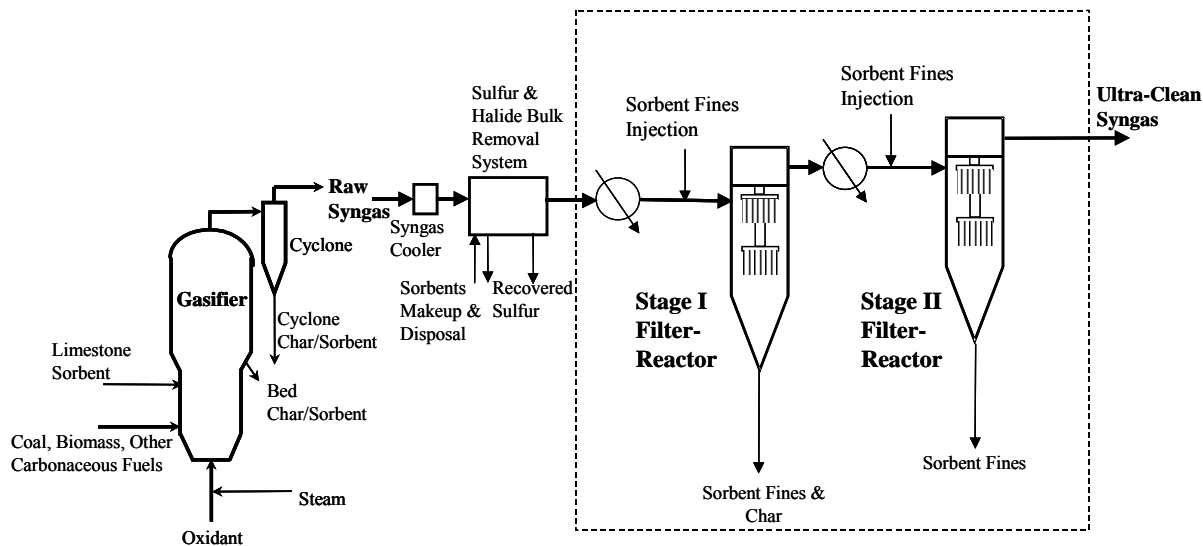 Sulfur &
Halide Bulk
Removal
System
Sorbent Fines
Injection
Sorbent Fines
Injection
Ultra-Clean
Syngas
Raw
Syngas
Syngas
Cooler
Cyclone
Gasifier
Sorbents
Makeup &
Disposal
Recovered
Sulfur
Stage I
Filter-
Reactor
Stage II
Filter-
Reactor
Cyclone
Char/Sorbent
Limestone
Sorbent
Bed
Char/Sorbent
Coal, Biomass, Other
Carbonaceous Fuels
Steam
Oxidant
Sorbent Fines &
Char
Sorbent Fines